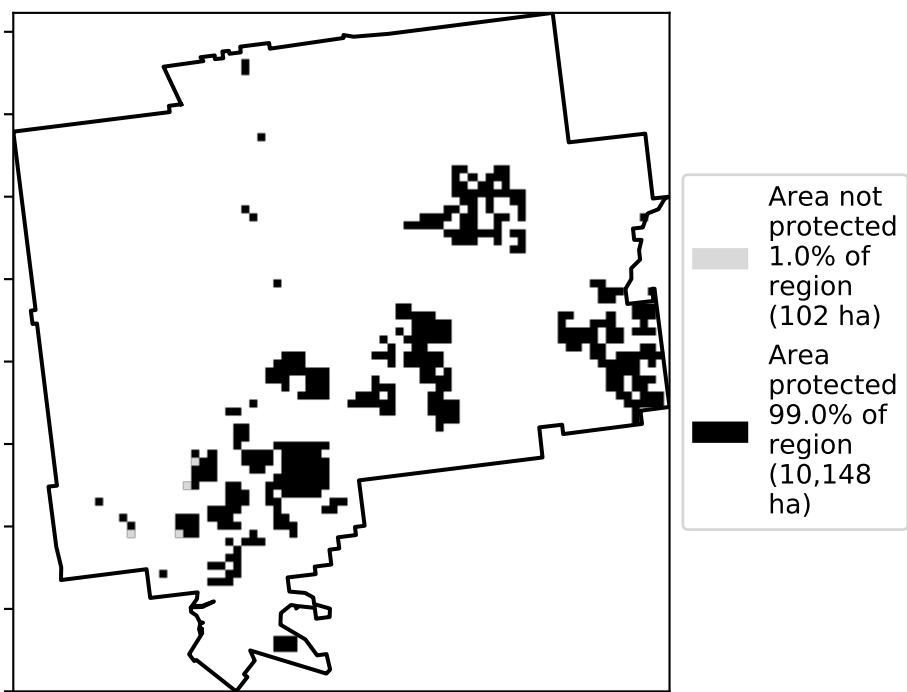 Area not
protected
1.0% of
region
(102 ha)
Area
protected
99.0% of
region
(10,148
ha)